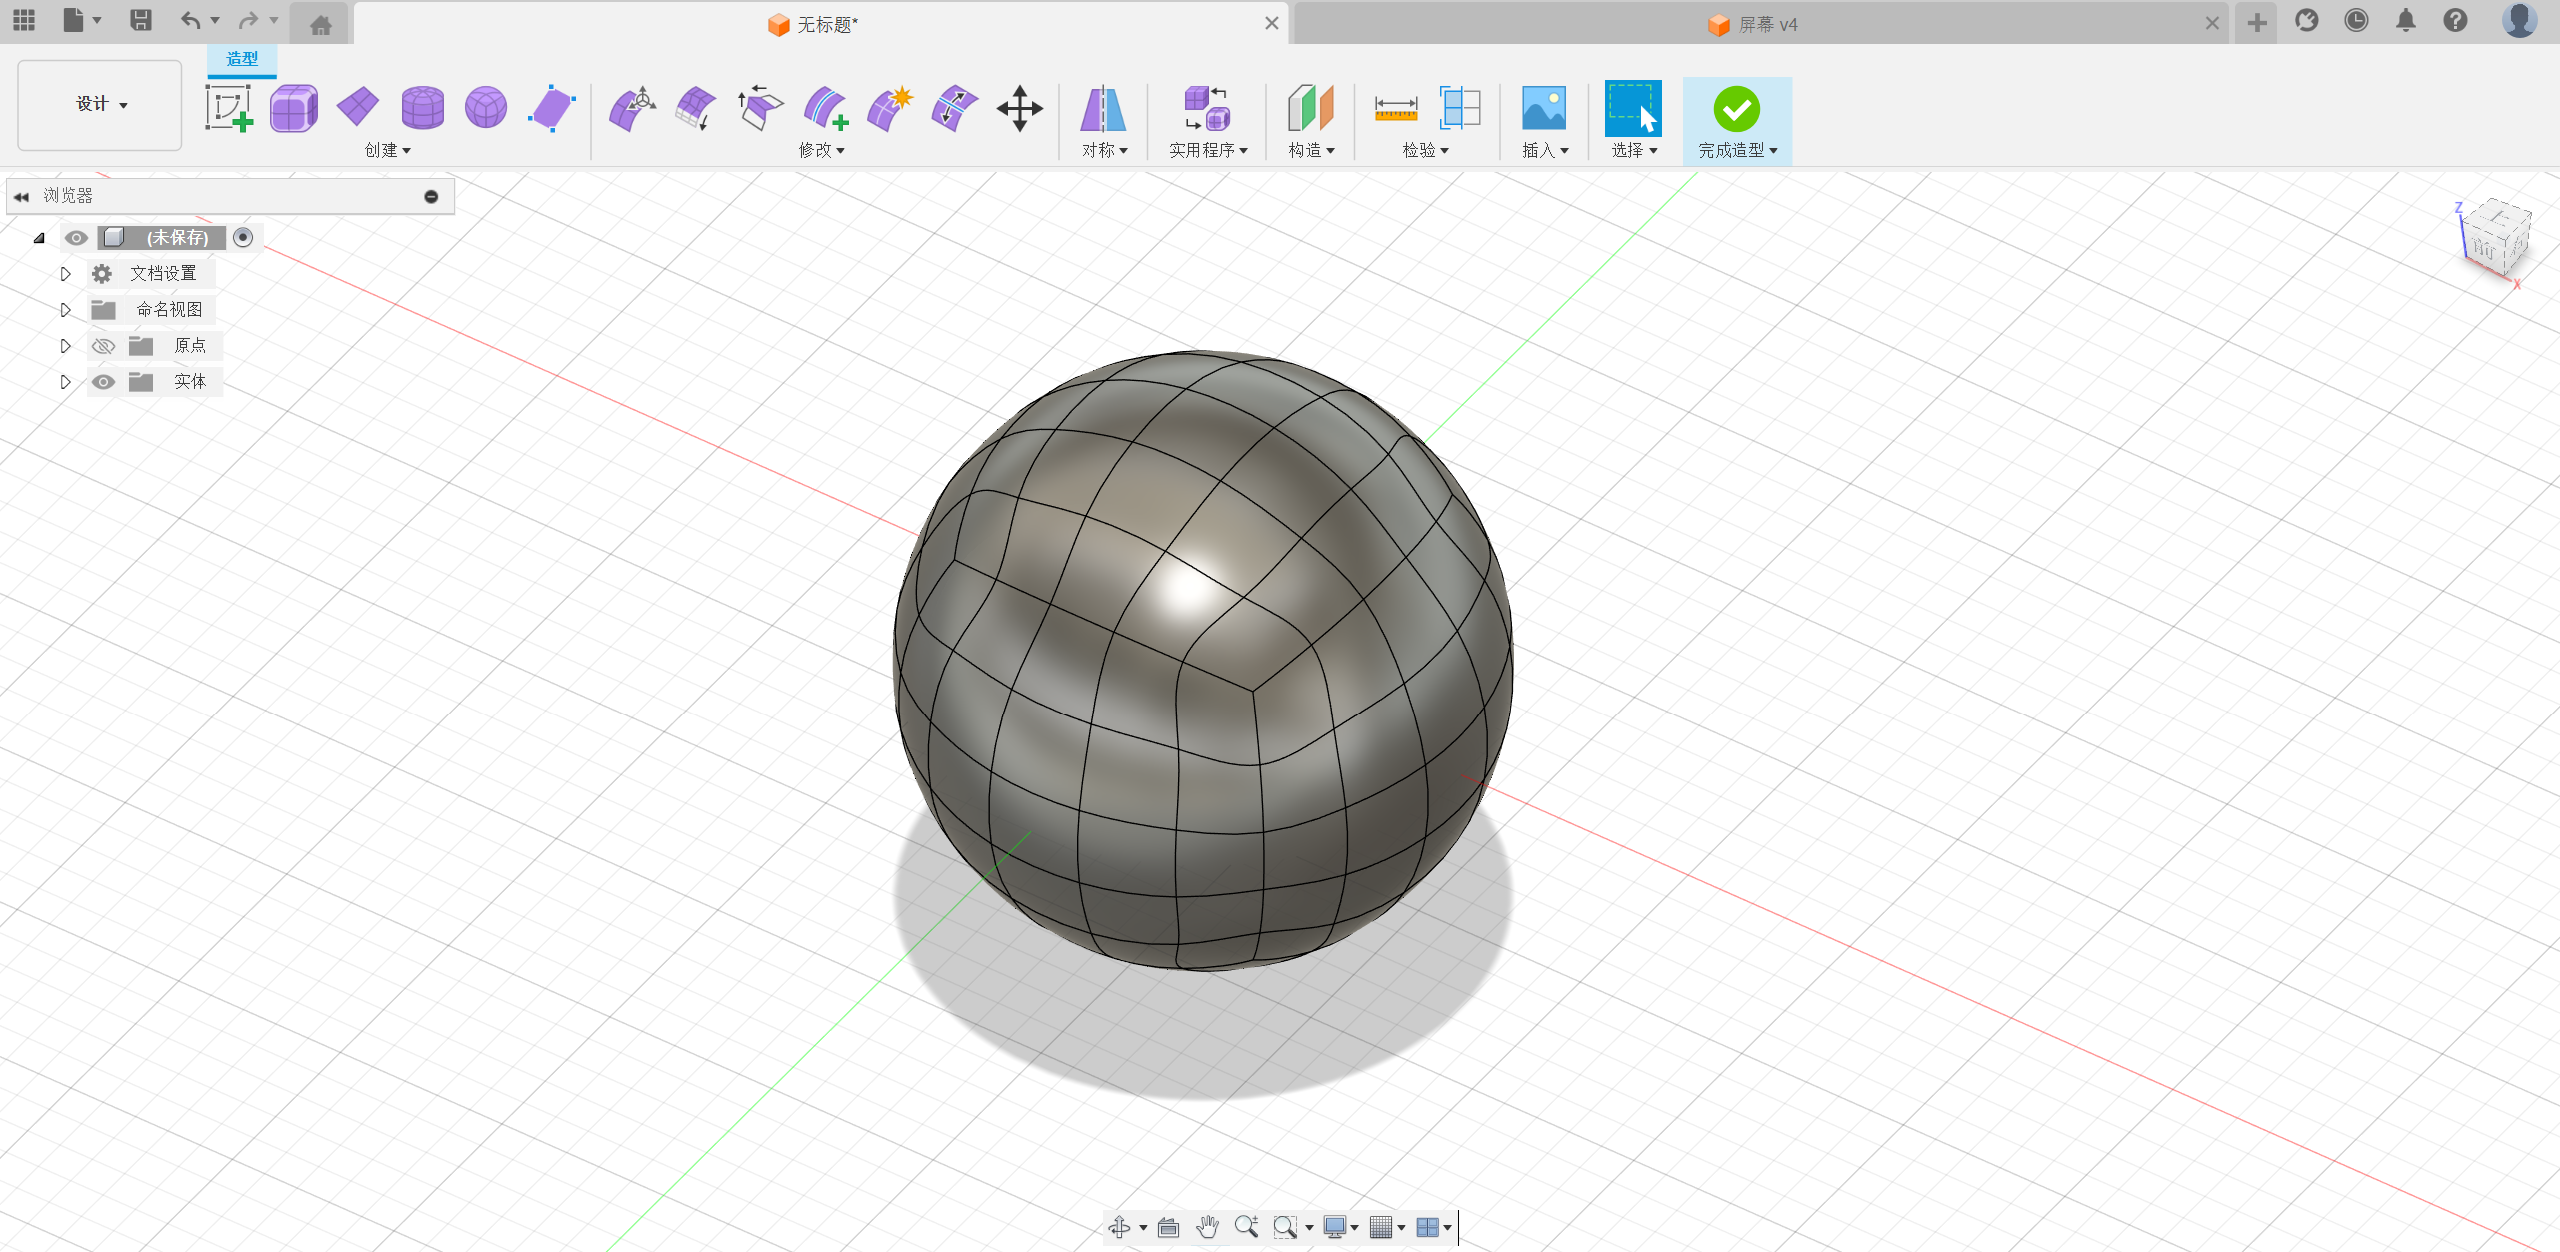 无标题*
屏幕 v4
造型
设计
创建
修改
对称
实用程序
构造
检验
插入
选择
完成造型
浏览器
(未保存)
文档设置
命名视图
原点
实体
Z
X